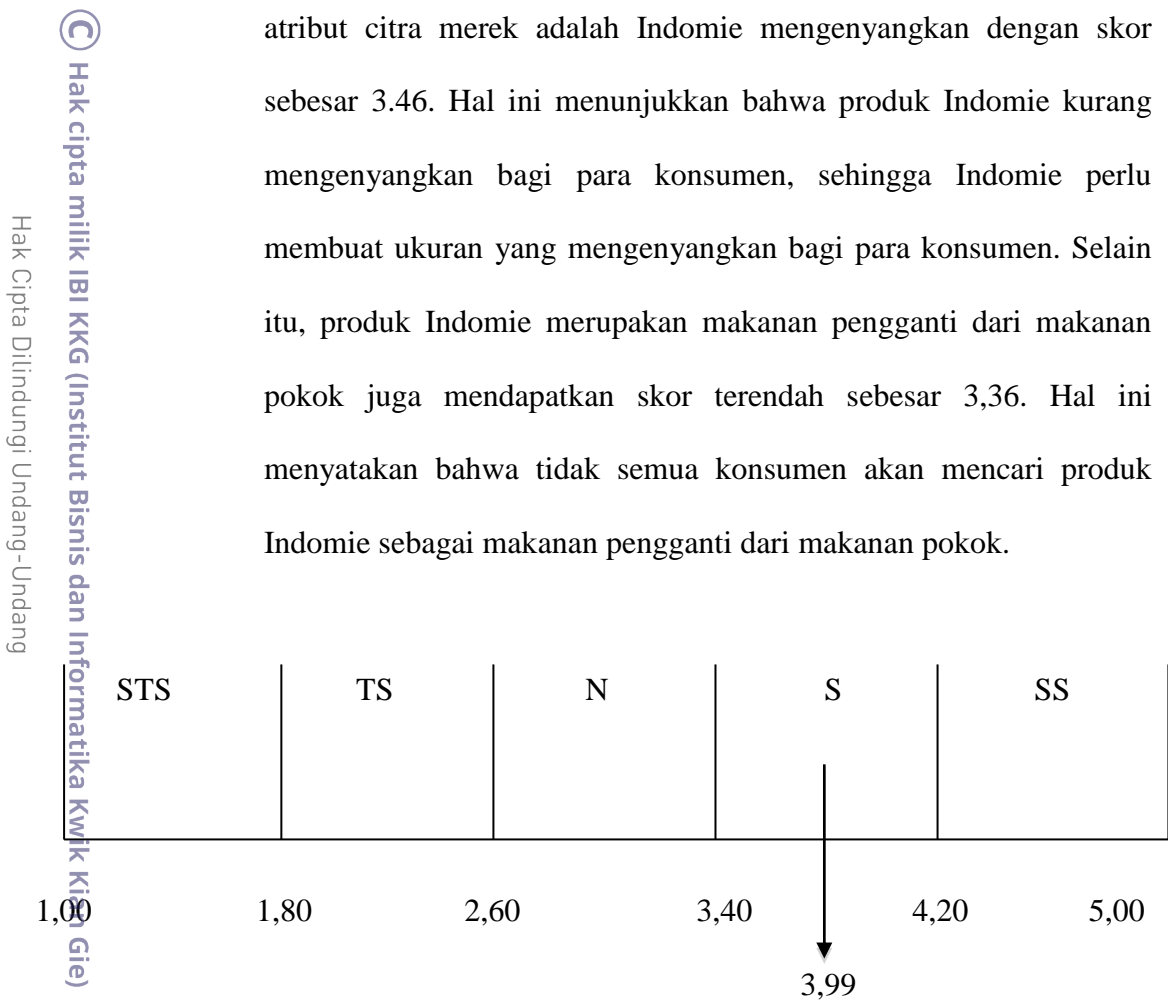 atribut citra merek adalah Indomie mengenyangkan dengan skor
sebesar 3.46. Hal ini menunjukkan bahwa produk Indomie kurang
mengenyangkan bagi para konsumen, sehingga Indomie perlu
membuat ukuran yang mengenyangkan bagi para konsumen. Selain
itu, produk Indomie merupakan makanan pengganti dari makanan
pokok juga mendapatkan skor terendah sebesar 3,36. Hal ini
menyatakan bahwa tidak semua konsumen akan mencari produk
Indomie sebagai makanan pengganti dari makanan pokok.
STS TS N S SS
1,00 1,80 2,60 3,40 4,20 5,00
3,99
© Hak cipta milik IBI KKG (Institut Bisnis dan Informatika Kwik Kian Gie)
Hak Cipta Dilindungi Undang-Undang